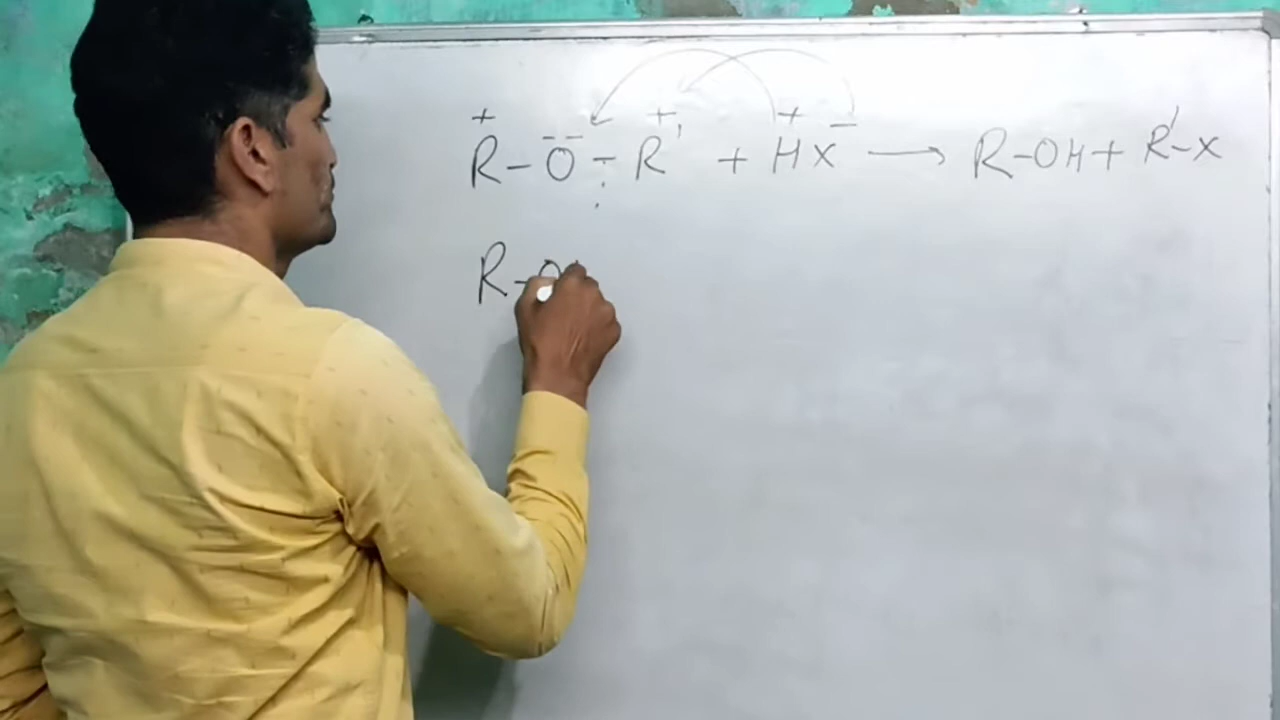 R-O-R' + HX ⟶ R-OH + R'-X
R-O